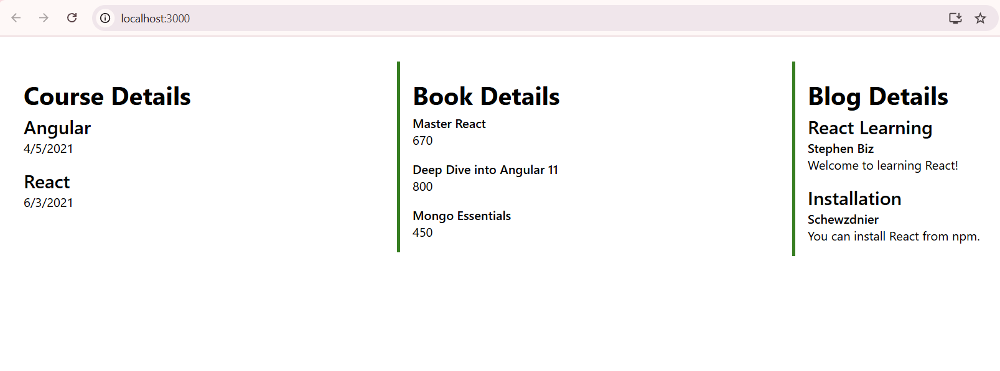 localhost:3000
Course Details
Angular
4/5/2021
React
6/3/2021
Book Details
Master React
670
Deep Dive into Angular 11
800
Mongo Essentials
450
Blog Details
React Learning
Stephen Biz
Welcome to learning React!
Installation
Schewzdnier
You can install React from npm.